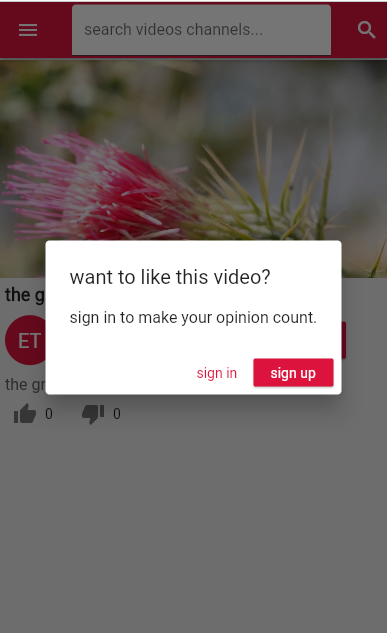 search videos channels...
want to like this video?
sign in to make your opinion count.
sign in
sign up
the g
ET
the gr
0
0